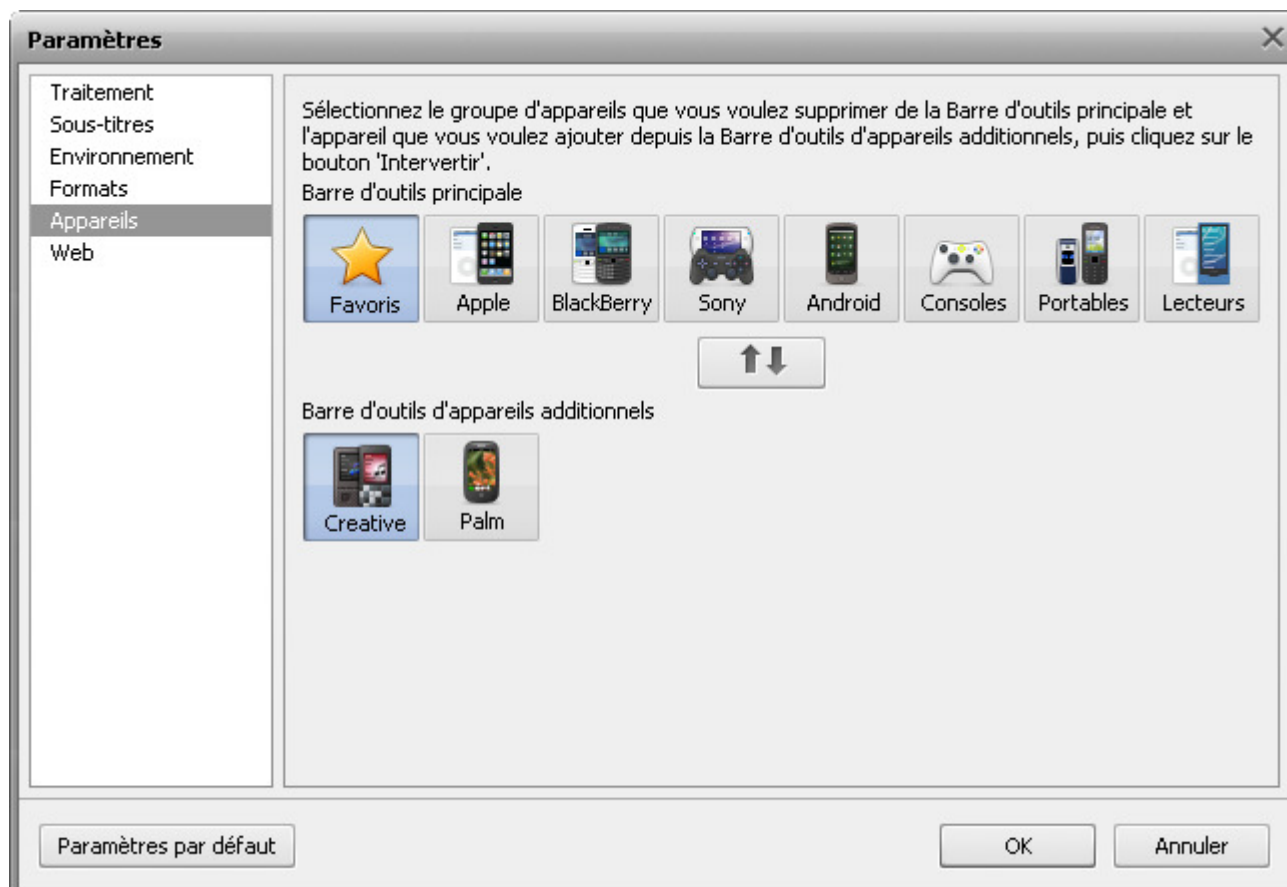 Paramètres
Traitement
Sous-titres
Environnement
Formats
Appareils
Web
Sélectionnez le groupe d'appareils que vous voulez supprimer de la Barre d'outils principale et
l'appareil que vous voulez ajouter depuis la Barre d'outils d'appareils additionnels, puis cliquez sur le
bouton 'Intervertir'.
Barre d'outils principale
Favoris Apple BlackBerry Sony Android Consoles Portables Lecteurs
Barre d'outils d'appareils additionnels
Creative Palm
Paramètres par défaut OK Annuler